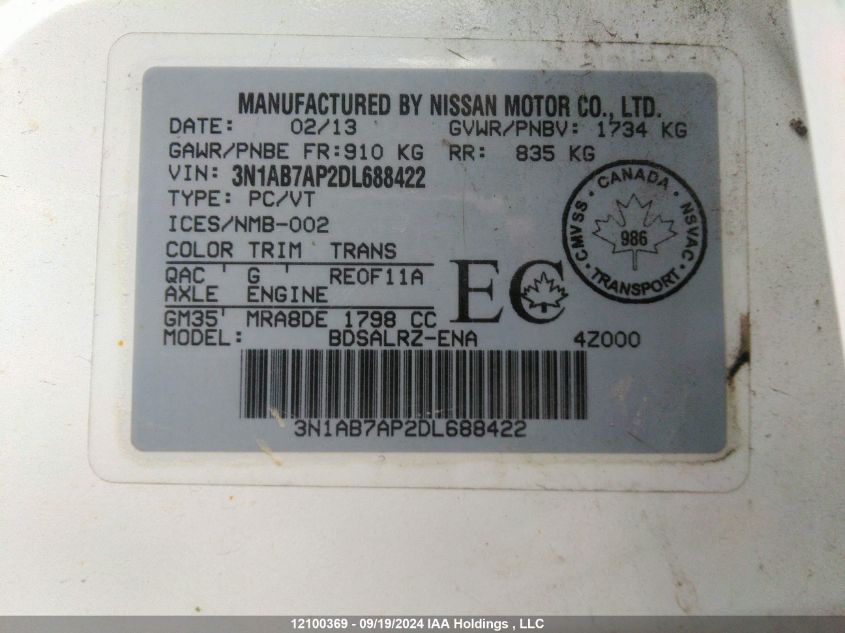 MANUFACTURED BY NISSAN MOTOR CO., LTD.
DATE: 02/13 GVWR/PNBV: 1734 KG
GAWR/PNBE FR:910 KG RR: 835 KG
VIN: 3N1AB7AP2DL688422
TYPE: PC/VT
ICES/NMB-002
COLOR TRIM TRANS
QAC ' G ' RE0F11A
AXLE ENGINE
GM35' MRA8DE 1798 CC
MODEL: BDSALRZ-ENA 4Z000
EC
CANADA
CMVSS · NSVAC
986
TRANSPORT
3N1AB7AP2DL688422
12100369 - 09/19/2024 IAA Holdings , LLC